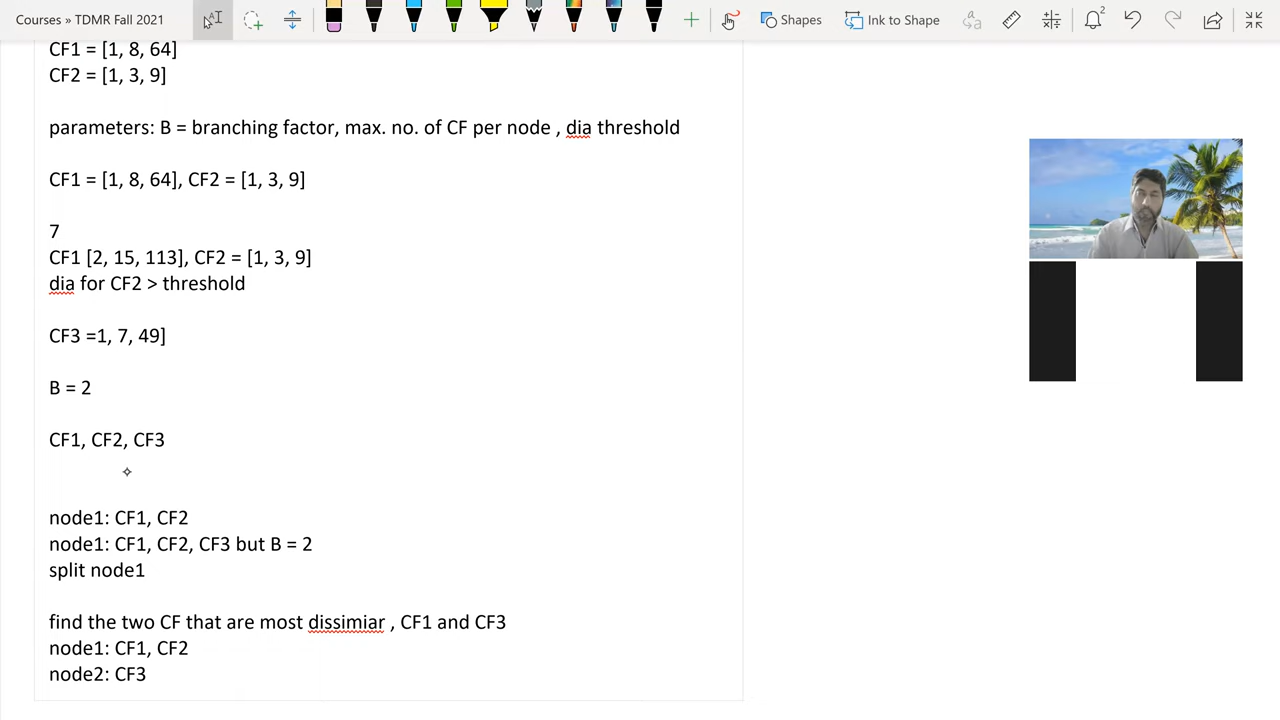 Courses » TDMR Fall 2021
Shapes
Ink to Shape
2
CF1 = [1, 8, 64]
CF2 = [1, 3, 9]
parameters: B = branching factor, max. no. of CF per node , dia threshold
CF1 = [1, 8, 64], CF2 = [1, 3, 9]
7
CF1 [2, 15, 113], CF2 = [1, 3, 9]
dia for CF2 > threshold
CF3 =1, 7, 49]
B = 2
CF1, CF2, CF3
node1: CF1, CF2
node1: CF1, CF2, CF3 but B = 2
split node1
find the two CF that are most dissimiar , CF1 and CF3
node1: CF1, CF2
node2: CF3